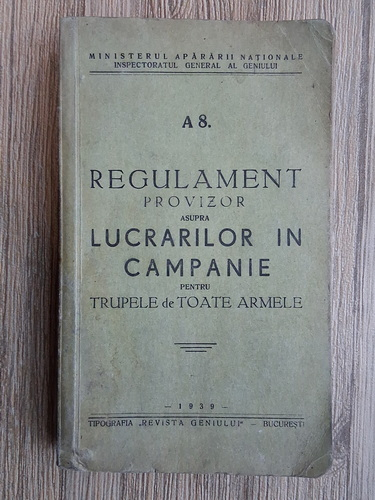 MINISTERUL APĂRĂRII NAȚIONALE
INSPECTORATUL GENERAL AL GENIULUI
A 8.
REGULAMENT
PROVIZOR
ASUPRA
LUCRARILOR IN
CAMPANIE
PENTRU
TRUPELE de TOATE ARMELE
— 1939 —
TIPOGRAFIA „REVISTA GENIULUI“ — BUCUREȘTI